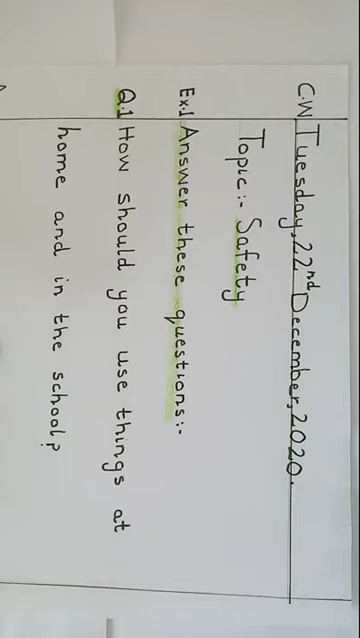 C.W Tuesday, 22nd December, 2020.
Topic:- Safety
Ex:1 Answer these questions:-
Q.1 How should you use things at
home and in the school?